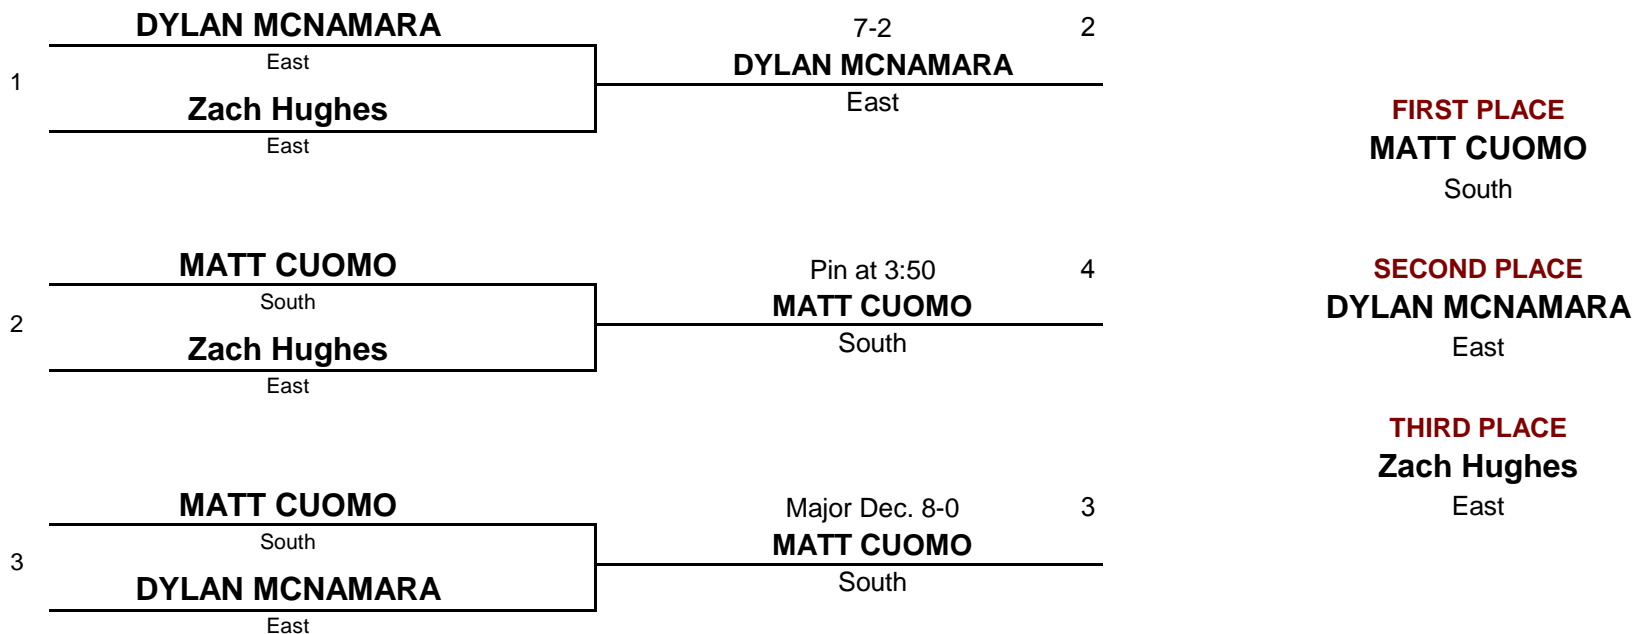 DYLAN MCNAMARA
East
1
Zach Hughes
East
7-2 2
DYLAN MCNAMARA
East
MATT CUOMO
South
2
Zach Hughes
East
Pin at 3:50 4
MATT CUOMO
South
MATT CUOMO
South
3
DYLAN MCNAMARA
East
Major Dec. 8-0 3
MATT CUOMO
South
FIRST PLACE
MATT CUOMO
South
SECOND PLACE
DYLAN MCNAMARA
East
THIRD PLACE
Zach Hughes
East